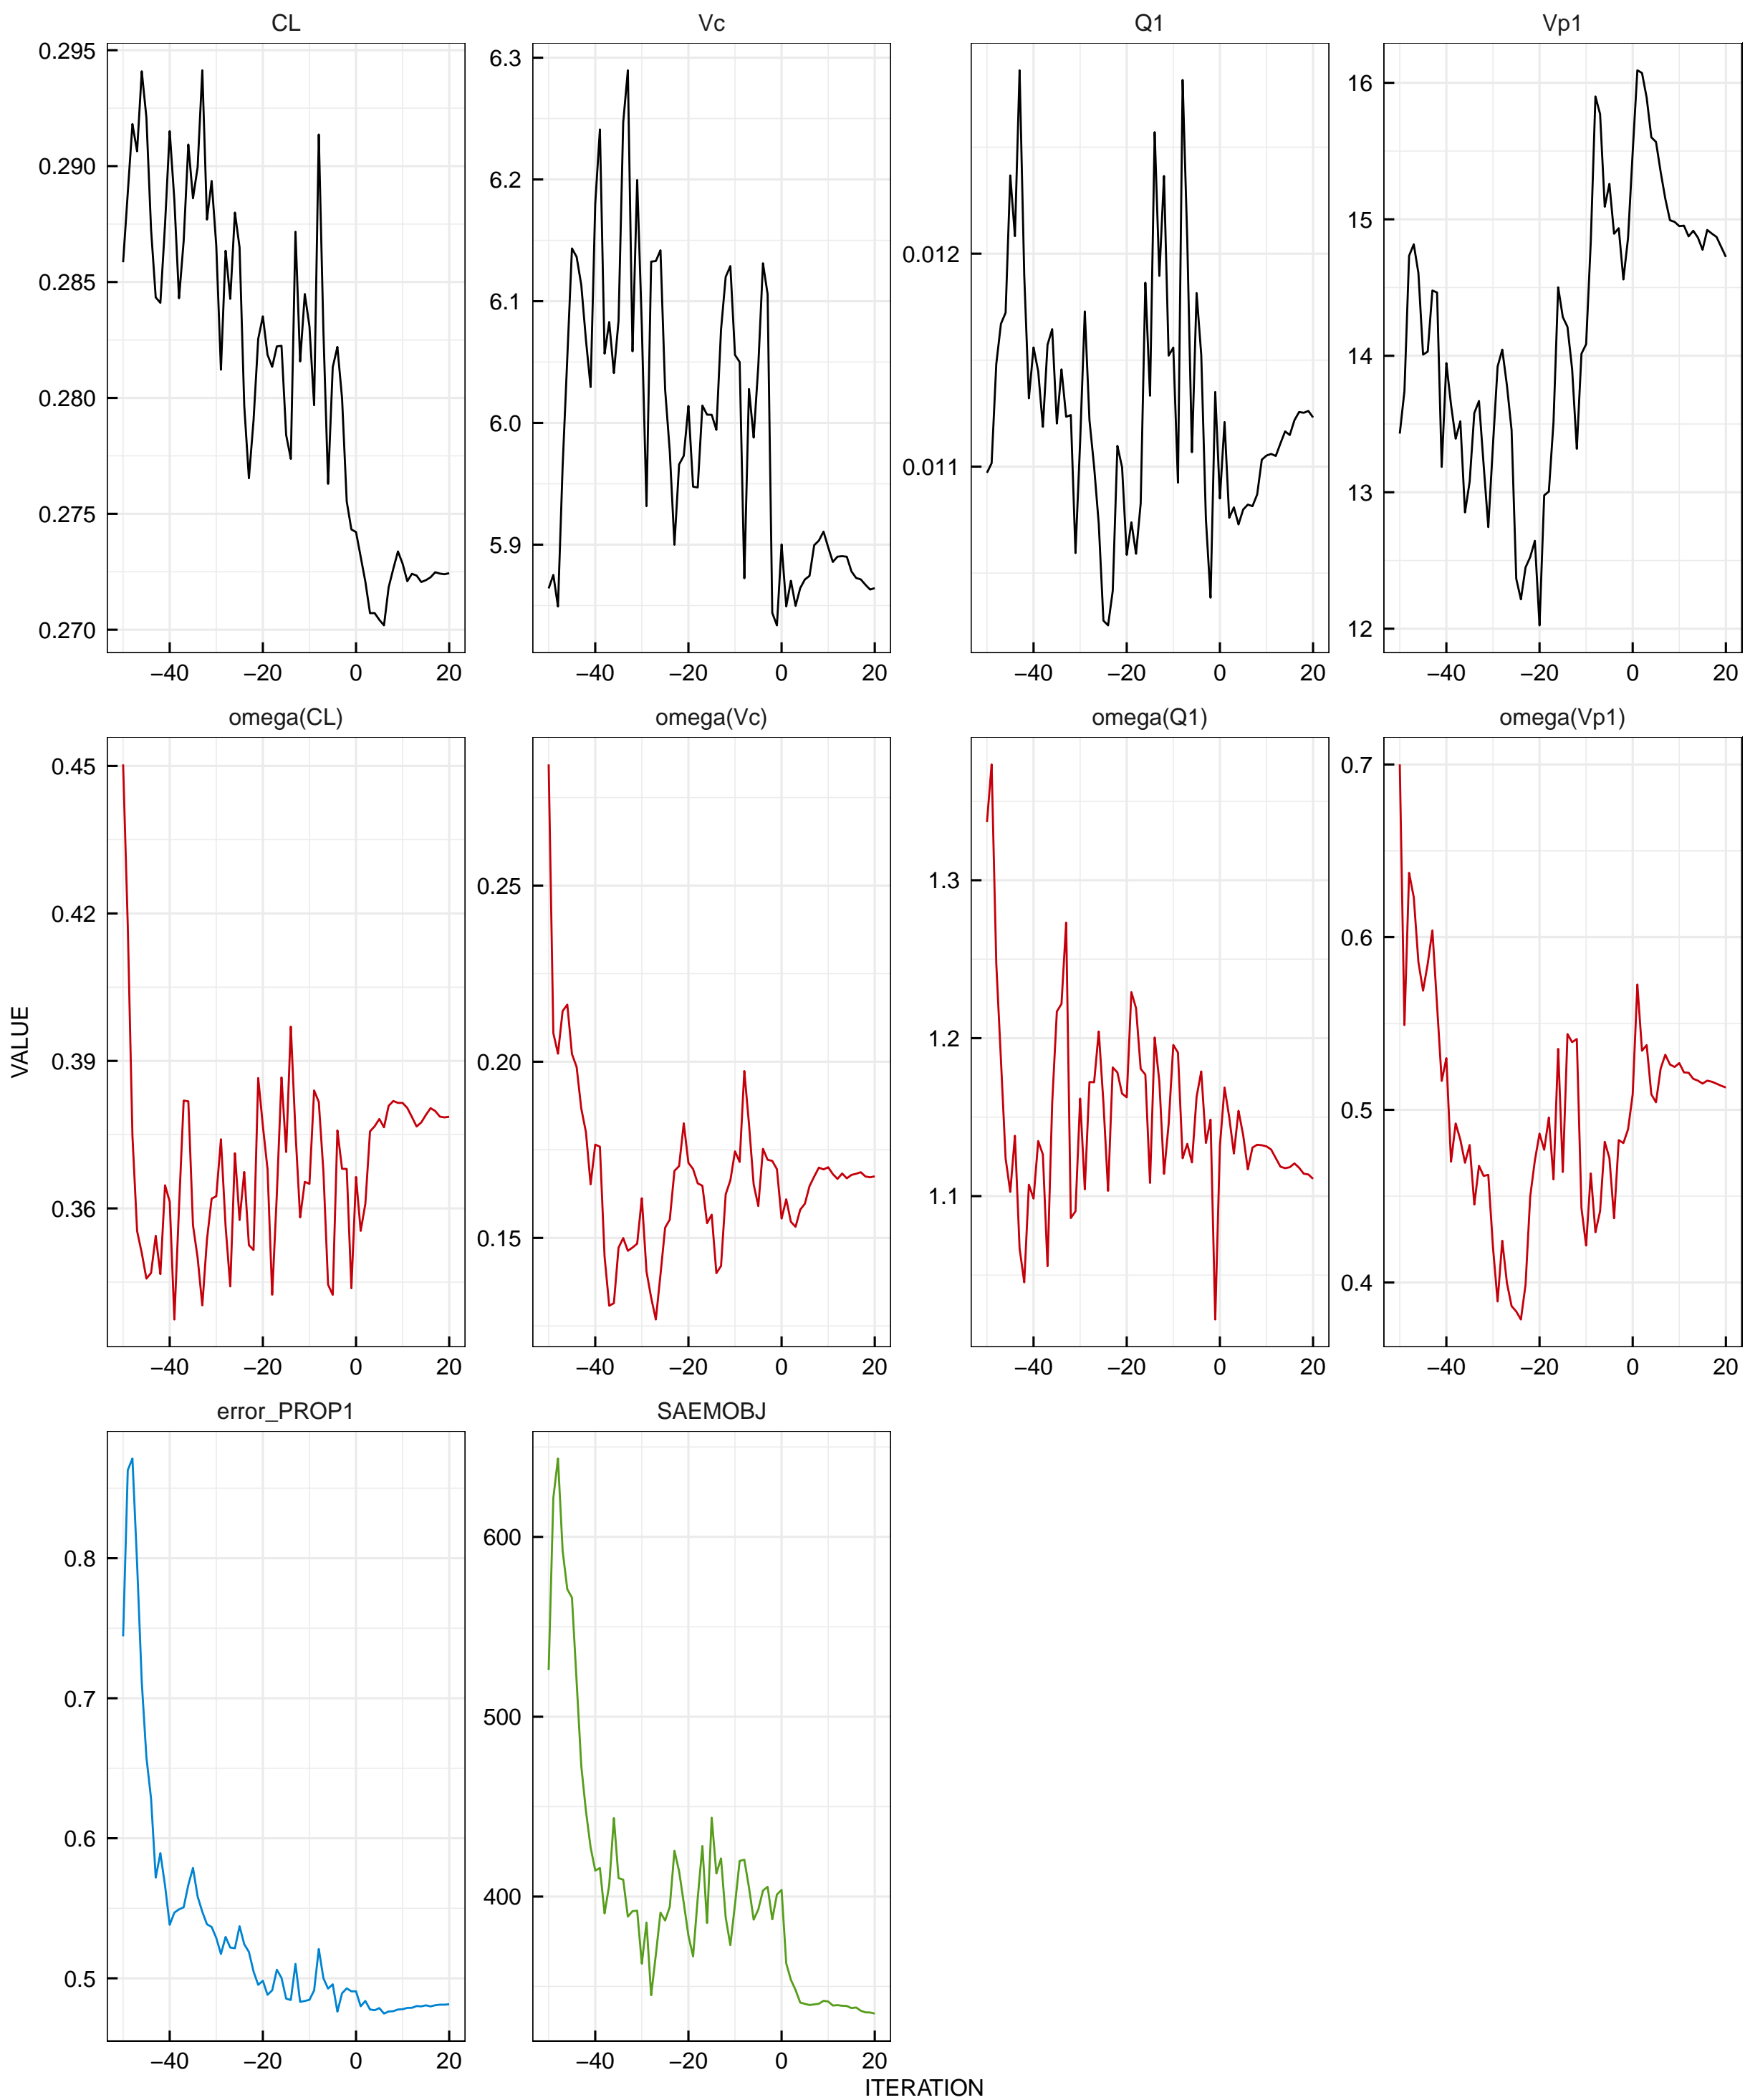 CL
Vc
Q1
Vp1
0.295
0.290
0.285
0.280
0.275
0.270
−40 −20 0 20
6.3
6.2
6.1
6.0
5.9
−40 −20 0 20
0.012
0.011
−40 −20 0 20
16
15
14
13
12
−40 −20 0 20
omega(CL)
omega(Vc)
omega(Q1)
omega(Vp1)
0.45
0.42
0.39
0.36
−40 −20 0 20
0.25
0.20
0.15
−40 −20 0 20
1.3
1.2
1.1
−40 −20 0 20
0.7
0.6
0.5
0.4
−40 −20 0 20
VALUE
error_PROP1
SAEMOBJ
0.8
0.7
0.6
0.5
−40 −20 0 20
600
500
400
−40 −20 0 20
ITERATION